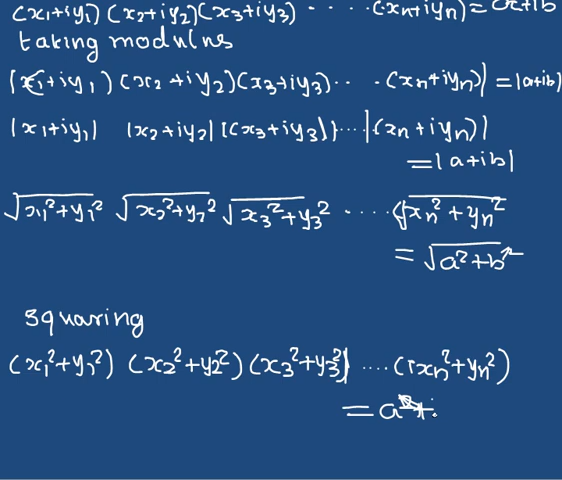 (x₁+iy₁) (x₂+iy₂)(x₃+iy₃) ‐ ‐ ‐ ‐ (xn+iyn) = a+ib
taking modulus
|(x₁+iy₁) (x₂+iy₂)(x₃+iy₃)... .(xn+iyn)| = |a+ib|
|x₁+iy₁| |x₂+iy₂| |(x₃+iy₃)|....|(xn+iyn)|
= |a+ib|
√x₁²+y₁² √x₂²+y₂² √x₃²+y₃² ..... √xn²+yn²
= √a²+b²
squaring
(x₁²+y₁²) (x₂²+y₂²) (x₃²+y₃²) ....(xn²+yn²)
= a